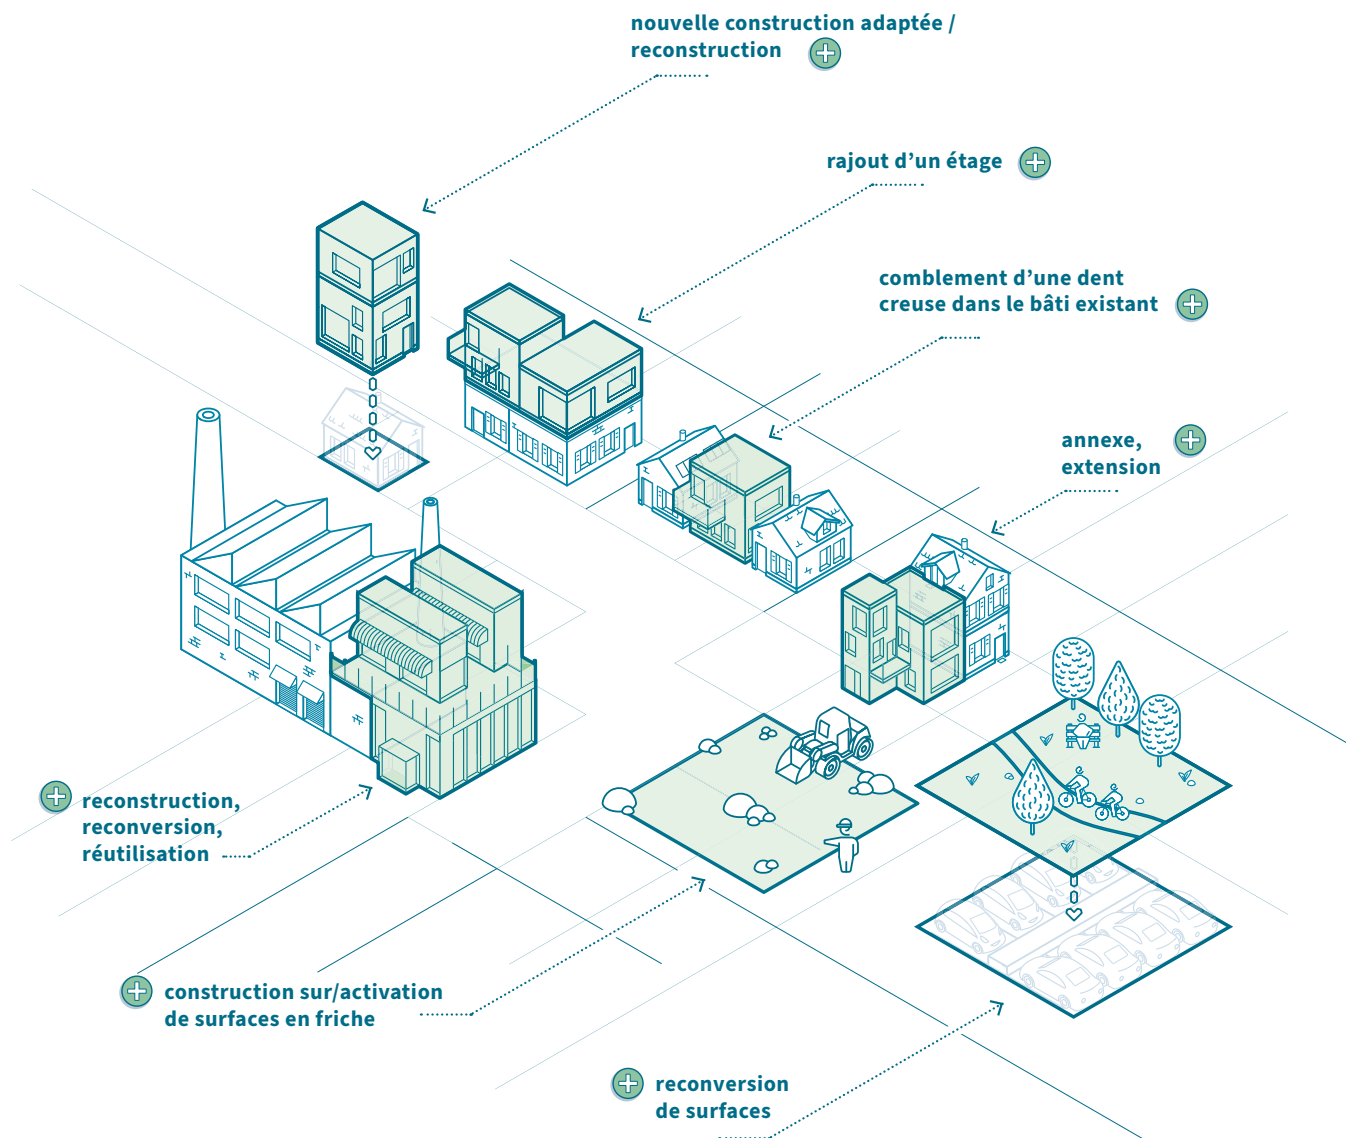 nouvelle construction adaptée /
reconstruction
rajout d’un étage
comblement d’une dent
creuse dans le bâti existant
annexe,
extension
reconstruction,
reconversion,
réutilisation
construction sur/activation
de surfaces en friche
reconversion
de surfaces